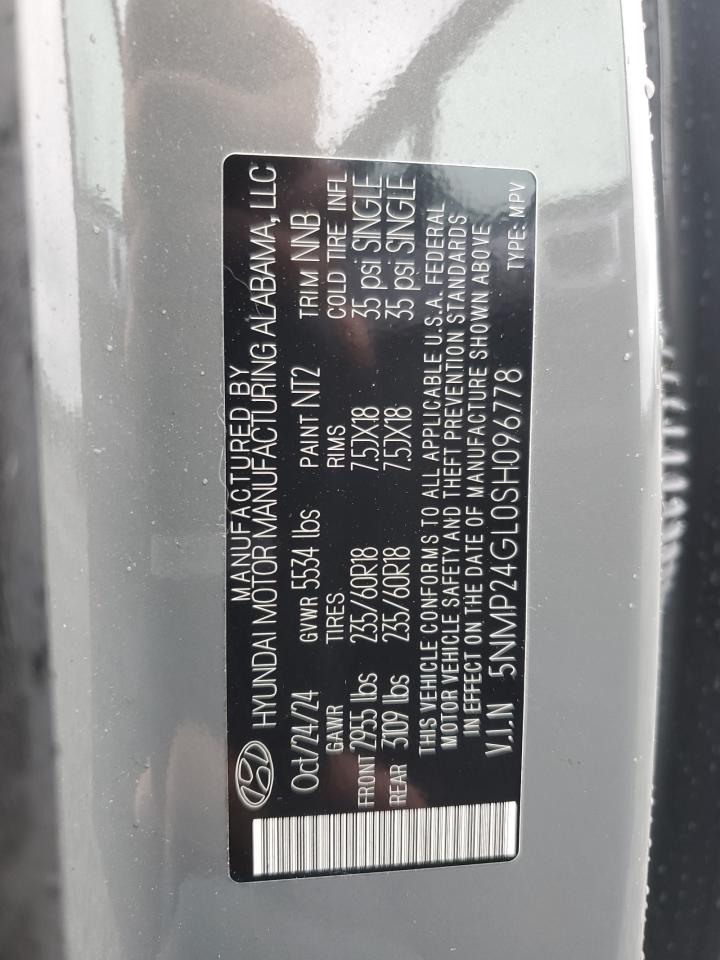 MANUFACTURED BY
HYUNDAI MOTOR MANUFACTURING ALABAMA, LLC
Oct/24/24 GVWR 5534 lbs PAINT NT2 TRIM NNB
GAWR TIRES RIMS COLD TIRE INFL
FRONT 2955 lbs 235/60R18 7.5JX18 35 psi SINGLE
REAR 3109 lbs 235/60R18 7.5JX18 35 psi SINGLE
THIS VEHICLE CONFORMS TO ALL APPLICABLE U.S.A. FEDERAL
MOTOR VEHICLE SAFETY AND THEFT PREVENTION STANDARDS
IN EFFECT ON THE DATE OF MANUFACTURE SHOWN ABOVE
V.I.N 5NMP24GL0SH096778 TYPE: MPV